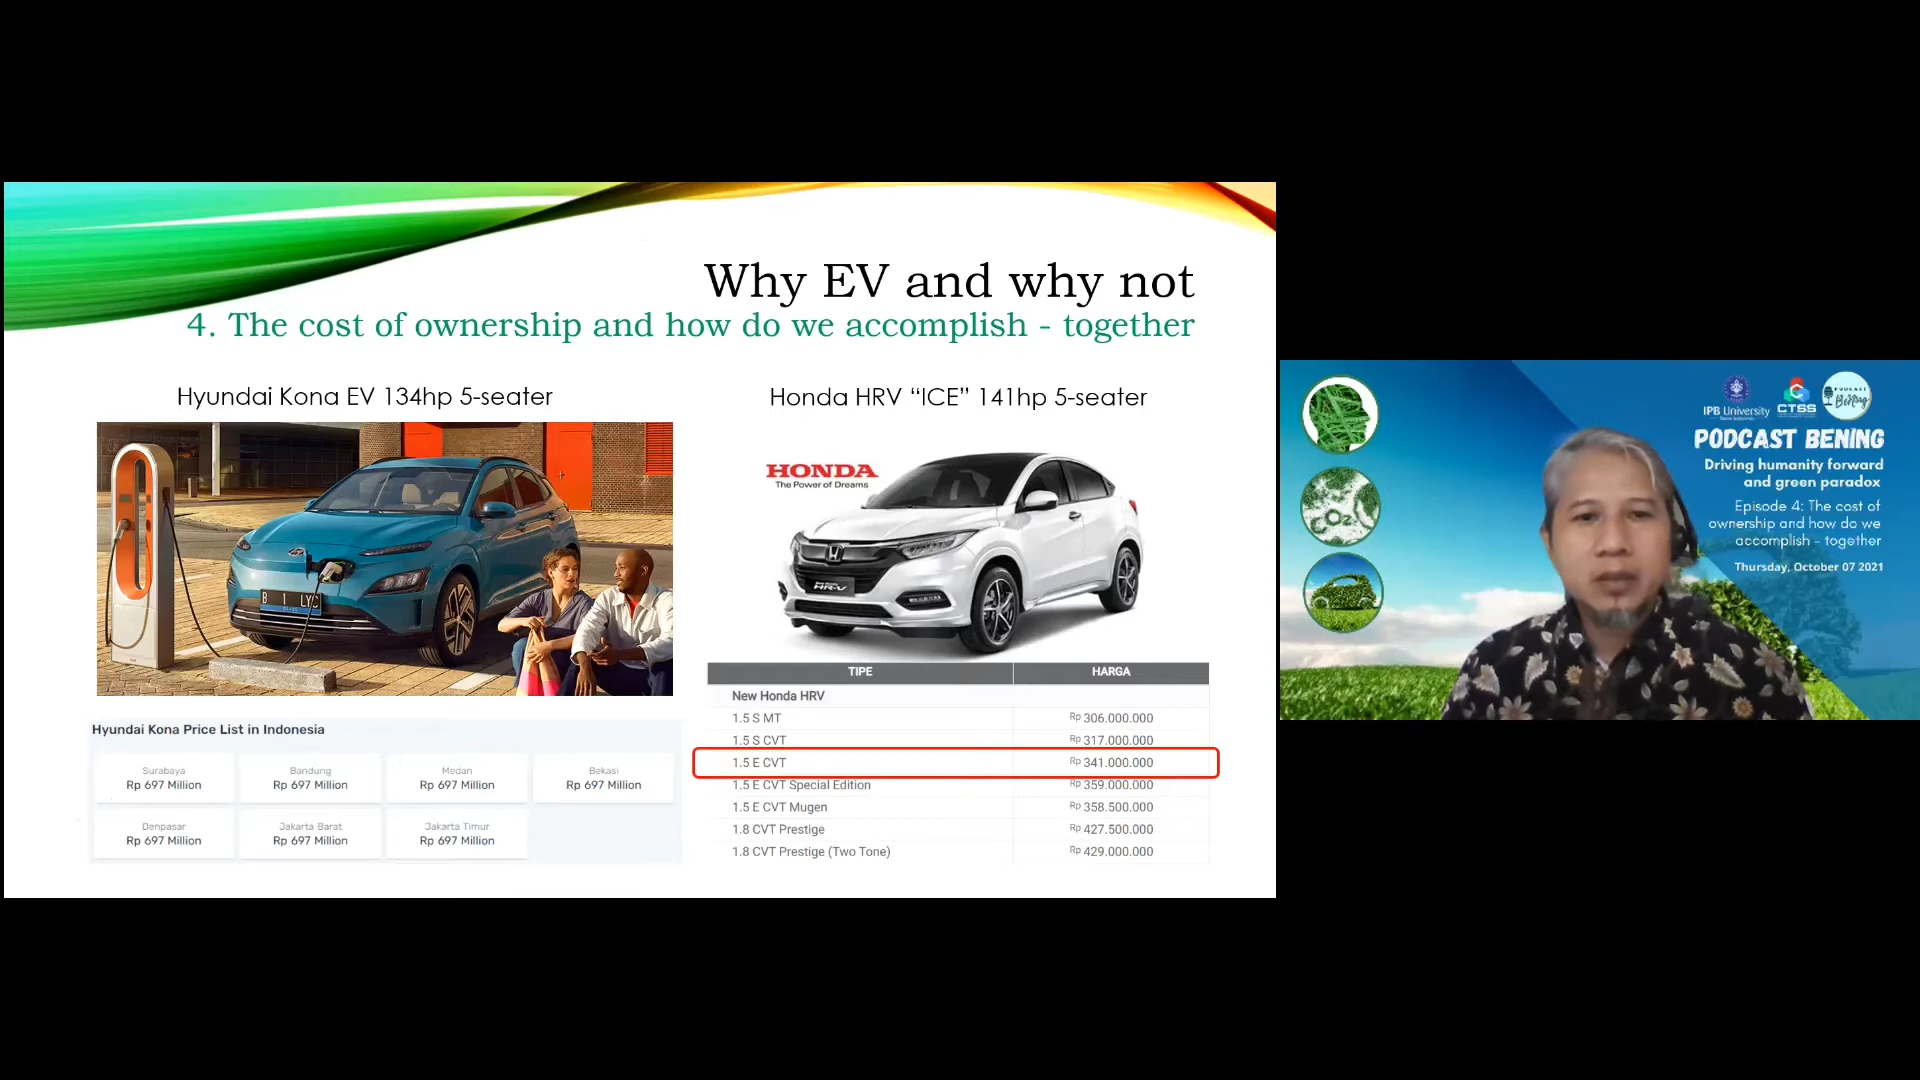 Why EV and why not
4. The cost of ownership and how do we accomplish - together
Hyundai Kona EV 134hp 5-seater
B 1 LYC
Hyundai Kona Price List in Indonesia
Surabaya
Rp 697 Million
Bandung
Rp 697 Million
Medan
Rp 697 Million
Bekasi
Rp 697 Million
Denpasar
Rp 697 Million
Jakarta Barat
Rp 697 Million
Jakarta Timur
Rp 697 Million
Honda HRV “ICE” 141hp 5-seater
HONDA
The Power of Dreams
HR-V
TIPE HARGA
New Honda HRV
1.5 S MT Rp 306.000.000
1.5 S CVT Rp 317.000.000
1.5 E CVT Rp 341.000.000
1.5 E CVT Special Edition Rp 359.000.000
1.5 E CVT Mugen Rp 358.500.000
1.8 CVT Prestige Rp 427.500.000
1.8 CVT Prestige (Two Tone) Rp 429.000.000
IPB University
CTSS
PODCAST
BeNing
PODCAST BENING
Driving humanity forward
and green paradox
Episode 4: The cost of
ownership and how do we
accomplish - together
Thursday, October 07 2021
CO2